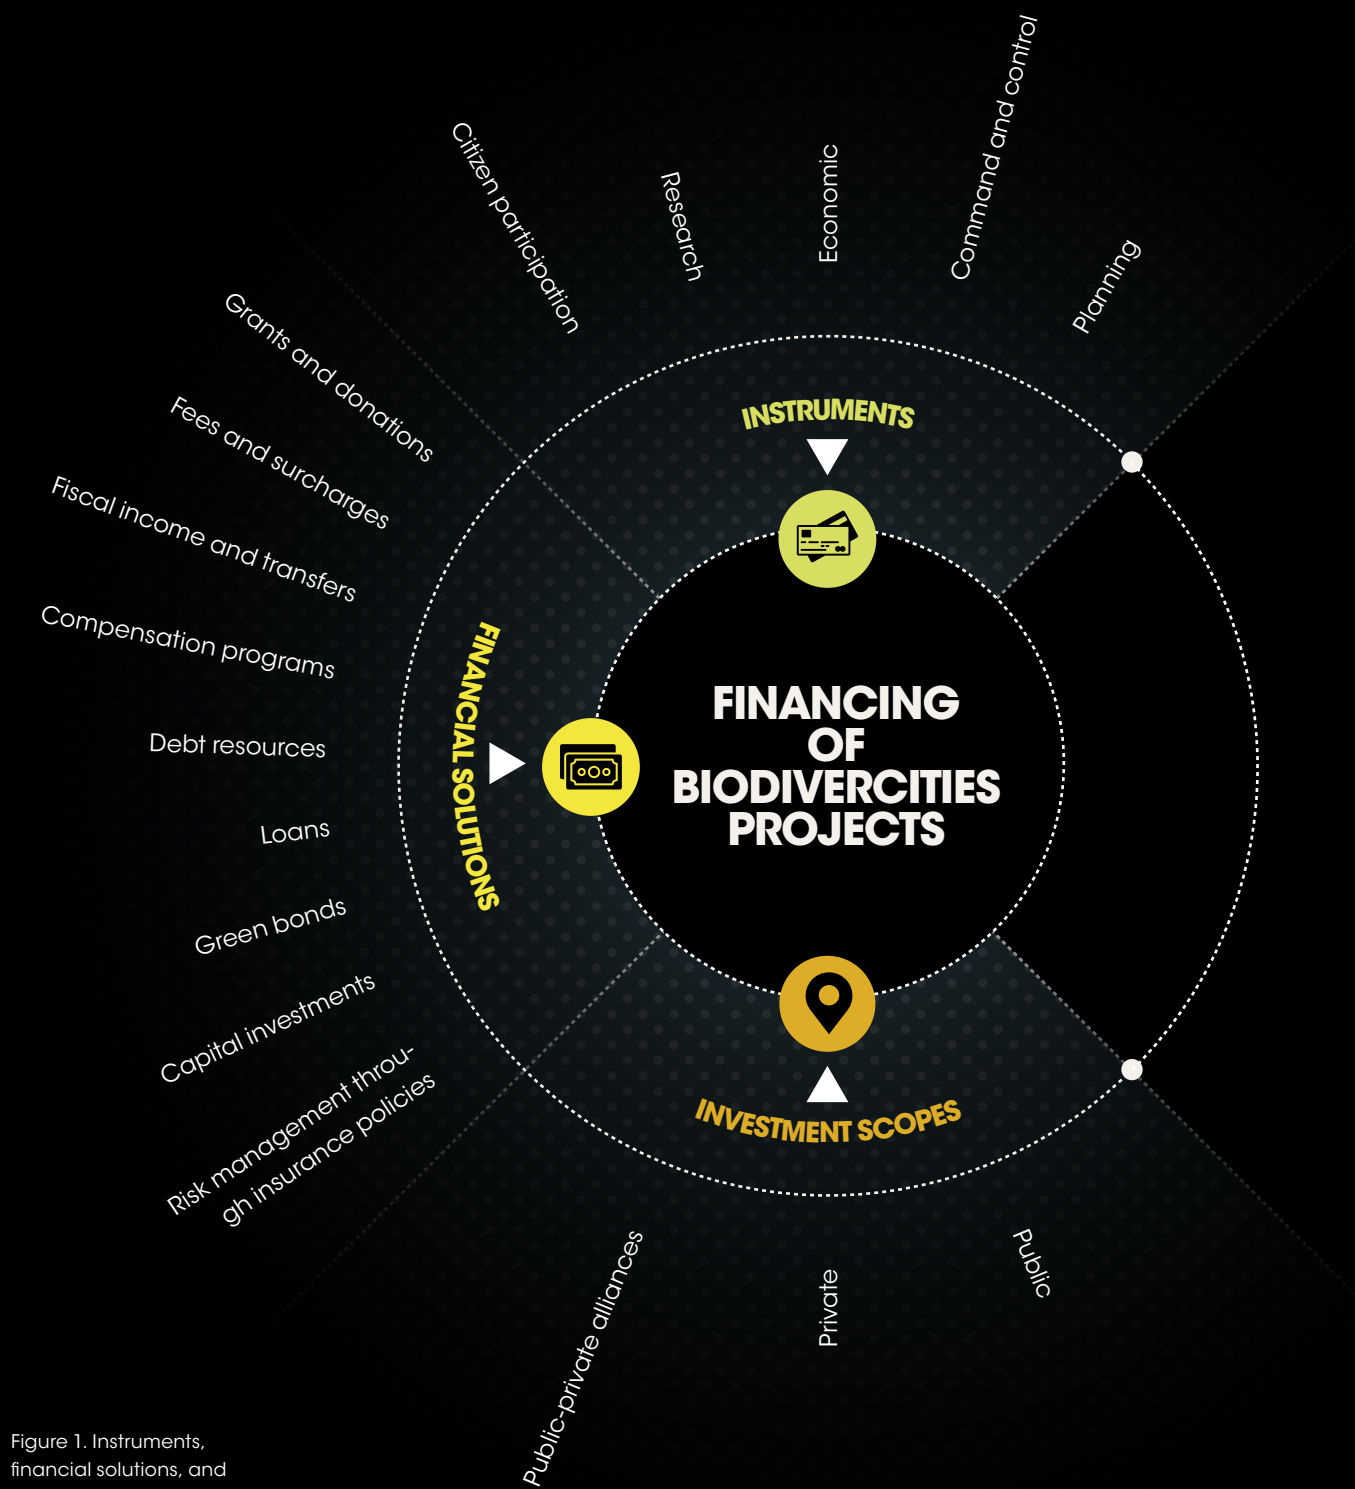 Citizen participation
Research
Economic
Command and control
Planning
INSTRUMENTS
Grants and donations
Fees and surcharges
Fiscal income and transfers
Compensation programs
Debt resources
Loans
Green bonds
Capital investments
Risk management throu-
gh insurance policies
FINANCIAL SOLUTIONS
FINANCING
OF
BIODIVERCITIES
PROJECTS
INVESTMENT SCOPES
Public-private alliances
Private
Public
Figure 1. Instruments,
financial solutions, and